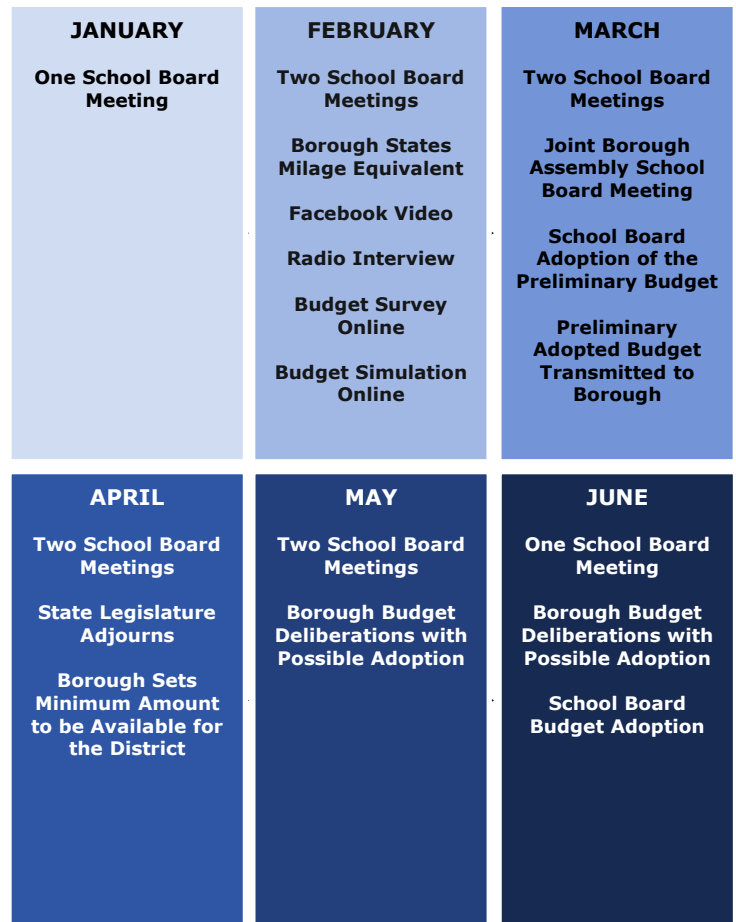 JANUARY
One School Board
Meeting
FEBRUARY
Two School Board
Meetings
Borough States
Milage Equivalent
Facebook Video
Radio Interview
Budget Survey
Online
Budget Simulation
Online
MARCH
Two School Board
Meetings
Joint Borough
Assembly School
Board Meeting
School Board
Adoption of the
Preliminary Budget
Preliminary
Adopted Budget
Transmitted to
Borough
APRIL
Two School Board
Meetings
State Legislature
Adjourns
Borough Sets
Minimum Amount
to be Available for
the District
MAY
Two School Board
Meetings
Borough Budget
Deliberations with
Possible Adoption
JUNE
One School Board
Meeting
Borough Budget
Deliberations with
Possible Adoption
School Board
Budget Adoption